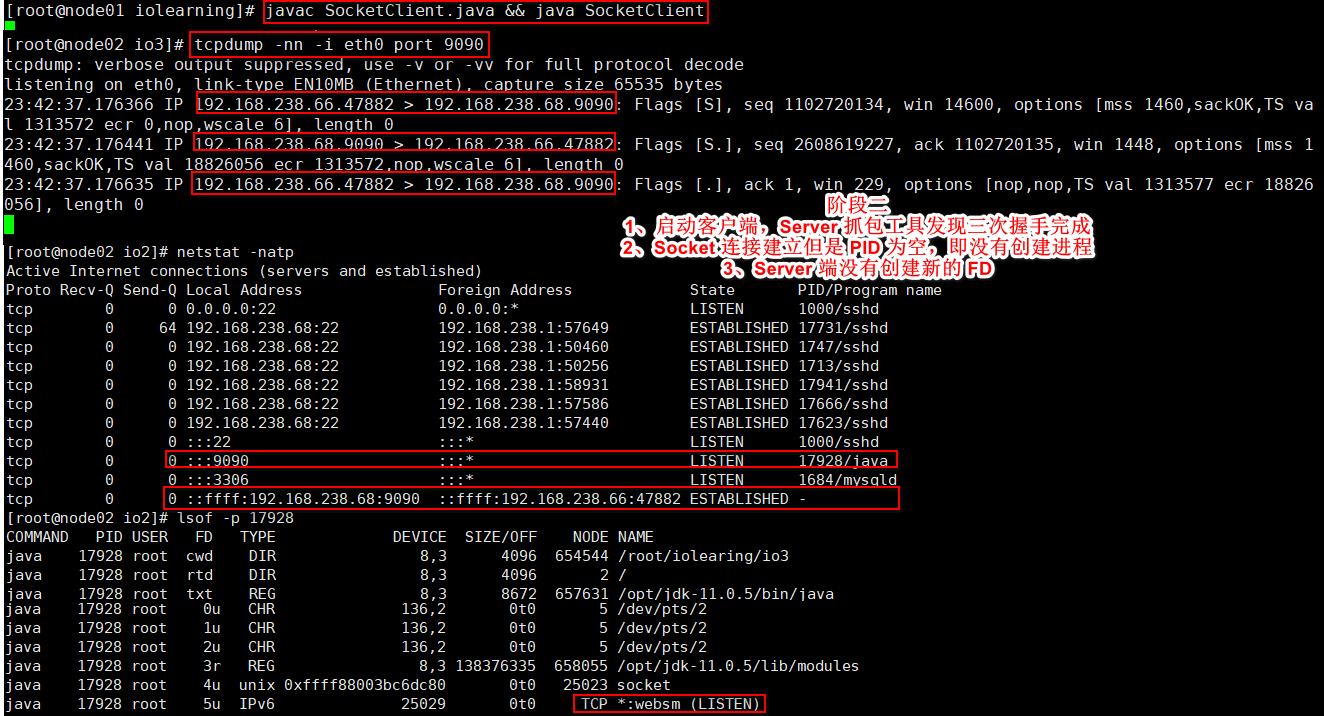 [root@node01 iolearning]# javac SocketClient.java && java SocketClient
[root@node02 io3]# tcpdump -nn -i eth0 port 9090
tcpdump: verbose output suppressed, use -v or -vv for full protocol decode
listening on eth0, link-type EN10MB (Ethernet), capture size 65535 bytes
23:42:37.176366 IP 192.168.238.66.47882 > 192.168.238.68.9090: Flags [S], seq 1102720134, win 14600, options [mss 1460,sackOK,TS va
l 1313572 ecr 0,nop,wscale 6], length 0
23:42:37.176441 IP 192.168.238.68.9090 > 192.168.238.66.47882: Flags [S.], seq 2608619227, ack 1102720135, win 1448, options [mss 1
460,sackOK,TS val 18826056 ecr 1313572,nop,wscale 6], length 0
23:42:37.176635 IP 192.168.238.66.47882 > 192.168.238.68.9090: Flags [.], ack 1, win 229, options [nop,nop,TS val 1313577 ecr 18826
056], length 0
阶段二
1、启动客户端，Server 抓包工具发现三次握手完成
2、Socket 连接建立但是 PID 为空，即没有创建进程
3、Server 端没有创建新的 FD
[root@node02 io2]# netstat -natp
Active Internet connections (servers and established)
Proto Recv-Q Send-Q Local Address Foreign Address State PID/Program name
tcp 0 0 0.0.0.0:22 0.0.0.0:* LISTEN 1000/sshd
tcp 0 64 192.168.238.68:22 192.168.238.1:57649 ESTABLISHED 17731/sshd
tcp 0 0 192.168.238.68:22 192.168.238.1:50460 ESTABLISHED 1747/sshd
tcp 0 0 192.168.238.68:22 192.168.238.1:50256 ESTABLISHED 1713/sshd
tcp 0 0 192.168.238.68:22 192.168.238.1:58931 ESTABLISHED 17941/sshd
tcp 0 0 192.168.238.68:22 192.168.238.1:57586 ESTABLISHED 17666/sshd
tcp 0 0 192.168.238.68:22 192.168.238.1:57440 ESTABLISHED 17623/sshd
tcp 0 0 :::22 :::* LISTEN 1000/sshd
tcp 0 0 :::9090 :::* LISTEN 17928/java
tcp 0 0 :::3306 :::* LISTEN 1684/mysqld
tcp 0 0 ::ffff:192.168.238.68:9090 ::ffff:192.168.238.66:47882 ESTABLISHED -
[root@node02 io2]# lsof -p 17928
COMMAND PID USER FD TYPE DEVICE SIZE/OFF NODE NAME
java 17928 root cwd DIR 8,3 4096 654544 /root/iolearing/io3
java 17928 root rtd DIR 8,3 4096 2 /
java 17928 root txt REG 8,3 8672 657631 /opt/jdk-11.0.5/bin/java
java 17928 root 0u CHR 136,2 0t0 5 /dev/pts/2
java 17928 root 1u CHR 136,2 0t0 5 /dev/pts/2
java 17928 root 2u CHR 136,2 0t0 5 /dev/pts/2
java 17928 root 3r REG 8,3 138376335 658055 /opt/jdk-11.0.5/lib/modules
java 17928 root 4u unix 0xffff88003bc6dc80 0t0 25023 socket
java 17928 root 5u IPv6 25029 0t0 TCP *:websm (LISTEN)